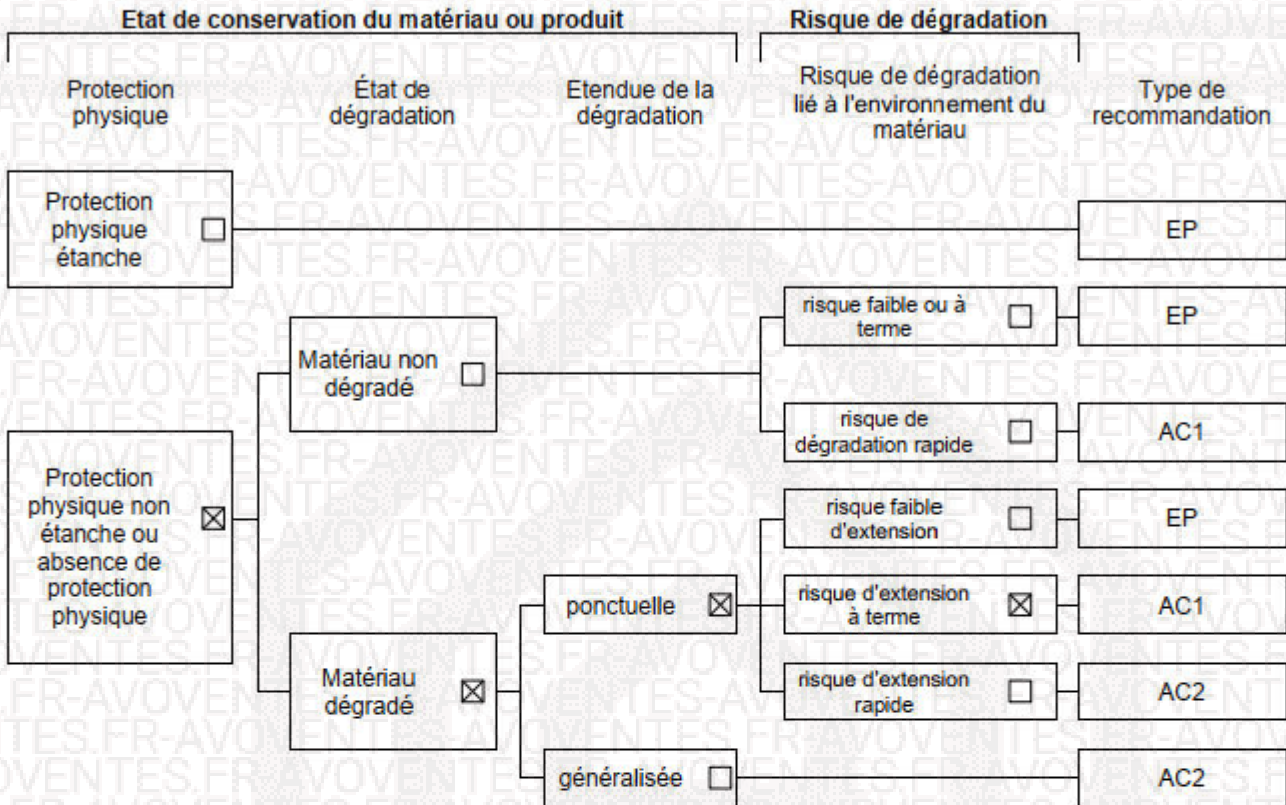 Etat de conservation du matériau ou produit
Risque de dégradation
Protection
physique
État de
dégradation
Etendue de la
dégradation
Risque de dégradation
lié à l'environnement du
matériau
Type de
recommandation
Protection
physique
étanche
EP
risque faible ou à
terme
EP
Matériau non
dégradé
risque de
dégradation rapide
AC1
Protection
physique non
étanche ou
absence de
protection
physique
risque faible
d'extension
EP
ponctuelle
risque d'extension
à terme
AC1
Matériau
dégradé
risque d'extension
rapide
AC2
généralisée
AC2